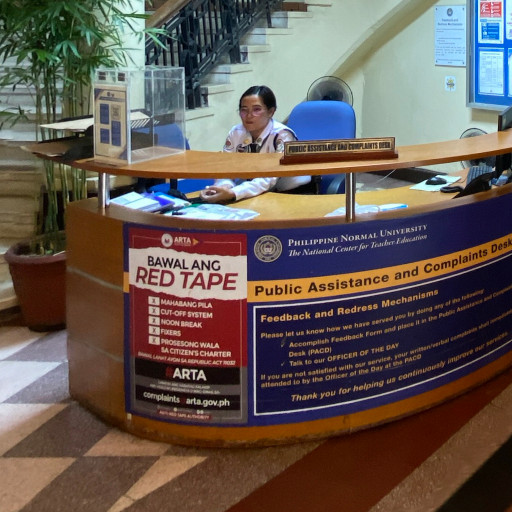 PUBLIC ASSISTANCE AND COMPLAINTS DESK
ARTA
BAWAL ANG
RED TAPE
MAHABANG PILA
CUT-OFF SYSTEM
NOON BREAK
FIXERS
PROSESONG WALA
SA CITIZEN'S CHARTER
ARTA
complaints@arta.gov.ph
PHILIPPINE NORMAL UNIVERSITY
The National Center for Teacher Education
Public Assistance and Complaints Desk
Feedback and Redress Mechanisms
Please let us know how we have served you by doing any of the following:
✓ Accomplish Feedback Form and place it in the Public Assistance and Complaints
Desk (PACD)
✓ Talk to our OFFICER OF THE DAY
If you are not satisfied with our service, your written/verbal complaints shall immediately
attended to by the Officer of the Day at the PACD
Thank you for helping us continuously improve our services